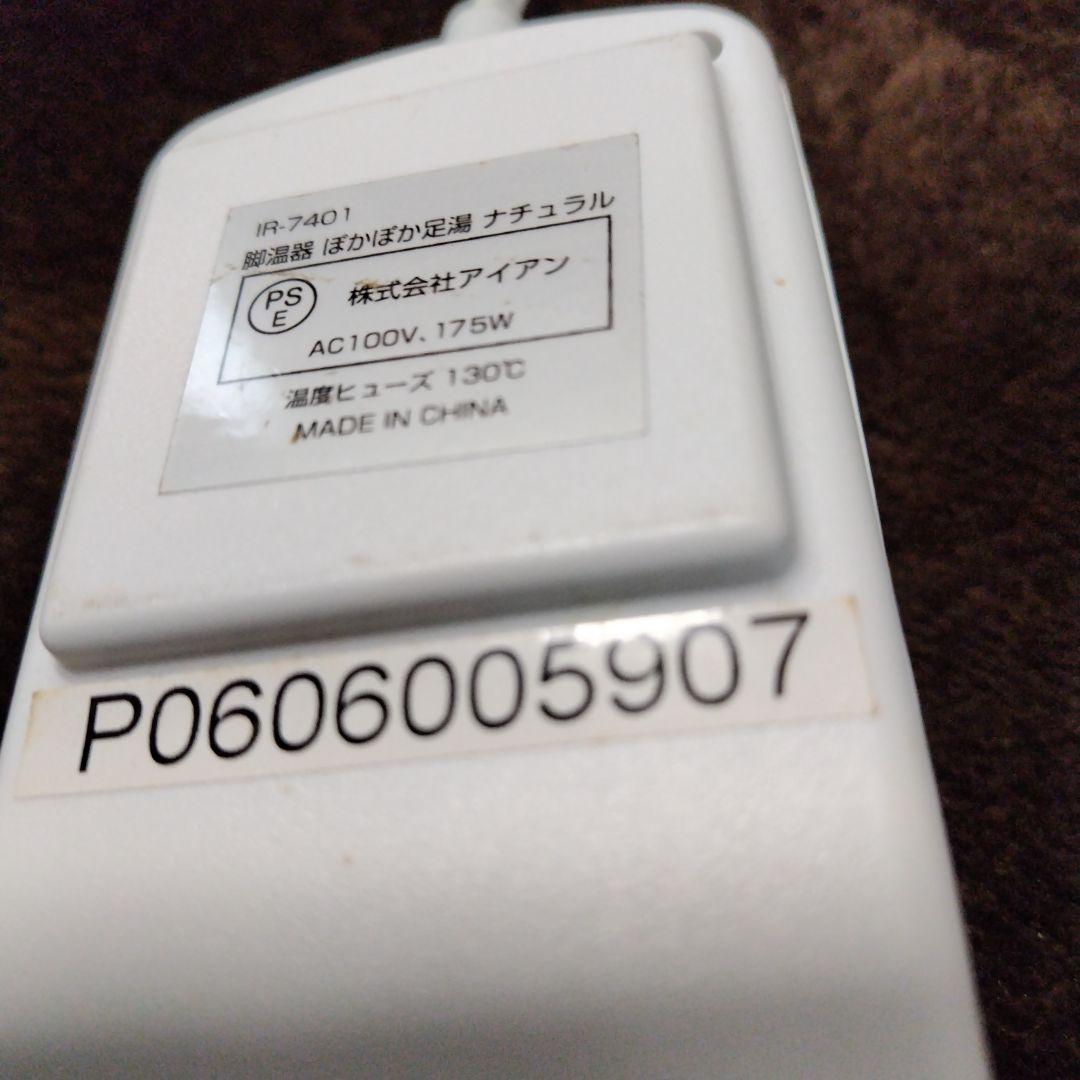 IR-7401
脚温器 ぽかぽか足湯 ナチュラル
PS
E
株式会社アイアン
AC100V、175W
温度ヒューズ 130℃
MADE IN CHINA
P0606005907